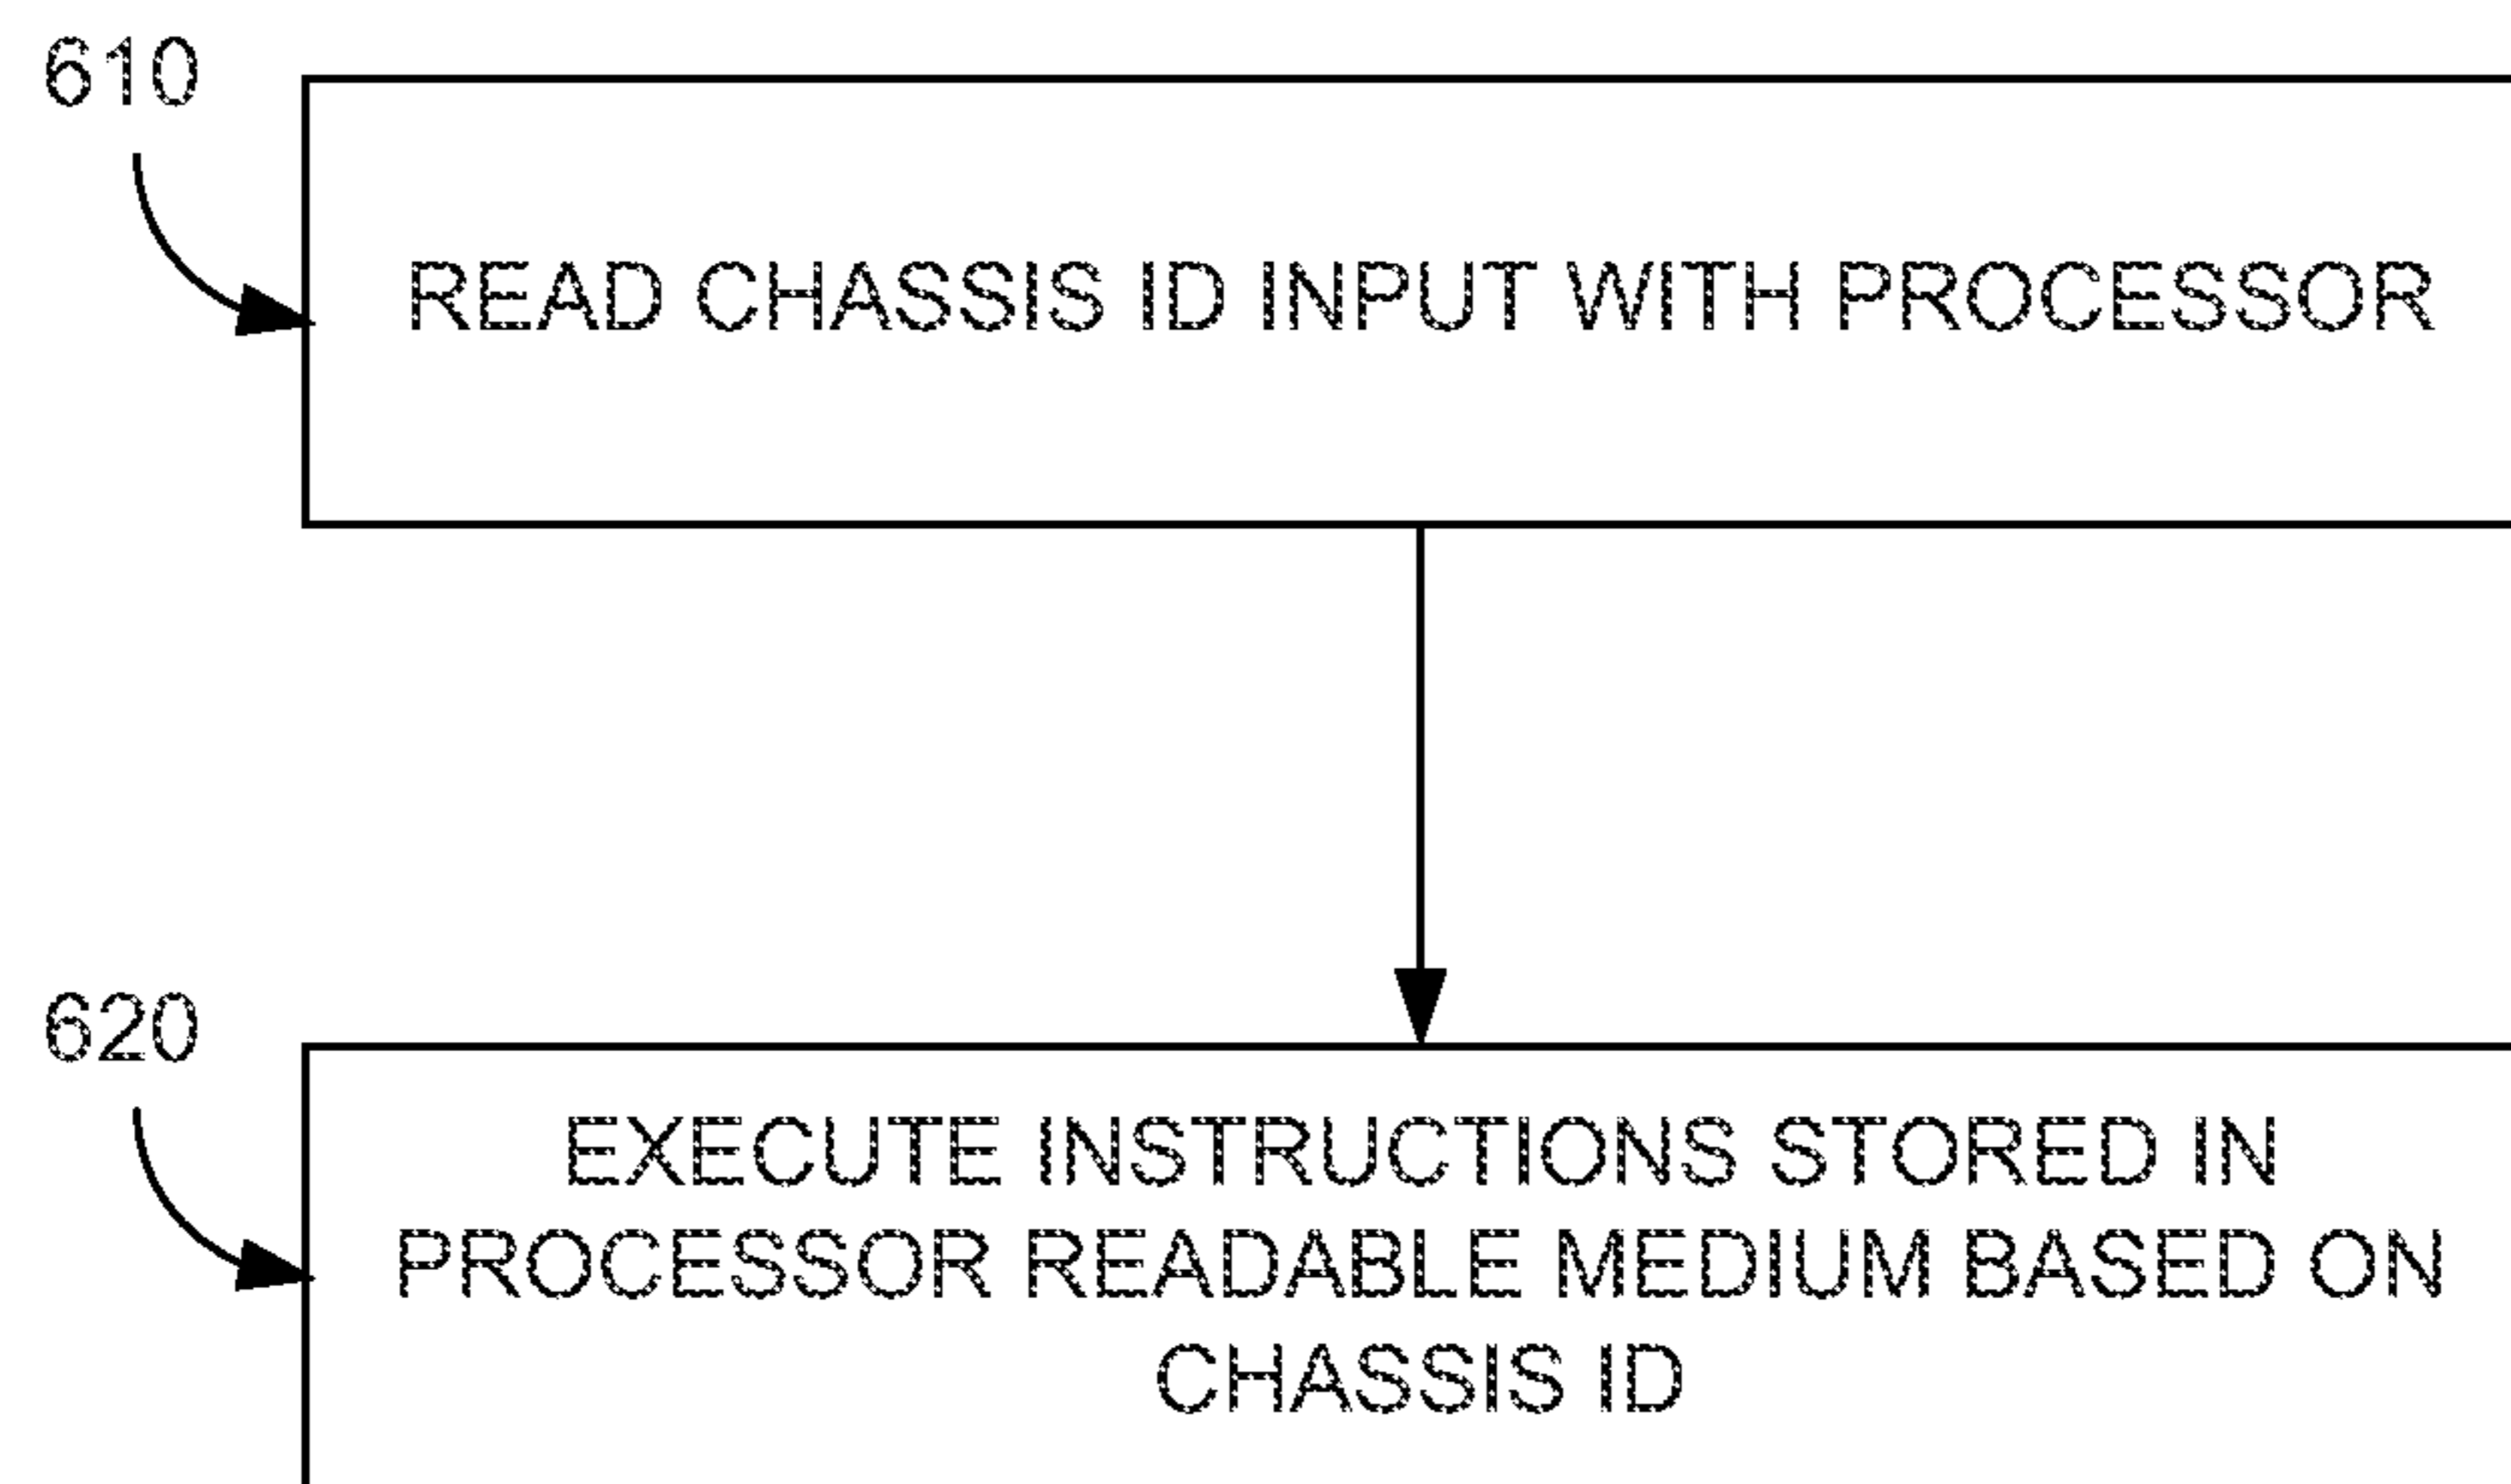 610
READ CHASSIS ID INPUT WITH PROCESSOR
620
EXECUTE INSTRUCTIONS STORED IN
PROCESSOR READABLE MEDIUM BASED ON
CHASSIS ID